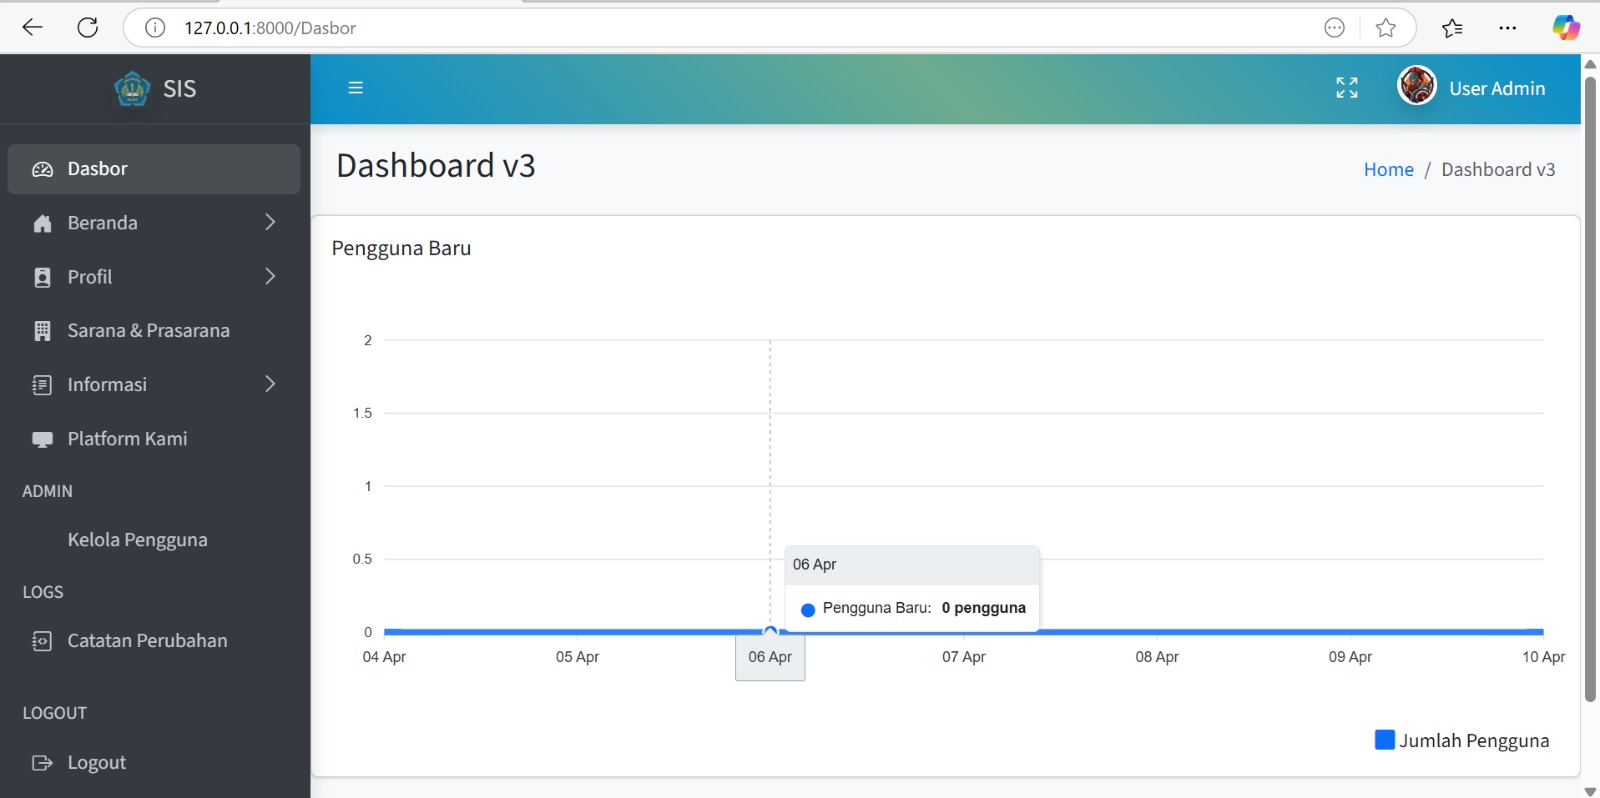 127.0.0.1:8000/Dasbor
SIS
User Admin
Dasbor
Beranda
Profil
Sarana & Prasarana
Informasi
Platform Kami
ADMIN
Kelola Pengguna
LOGS
Catatan Perubahan
LOGOUT
Logout
Dashboard v3
Home / Dashboard v3
Pengguna Baru
2
1.5
1
0.5
0
06 Apr
Pengguna Baru: 0 pengguna
04 Apr 05 Apr 06 Apr 07 Apr 08 Apr 09 Apr 10 Apr
Jumlah Pengguna